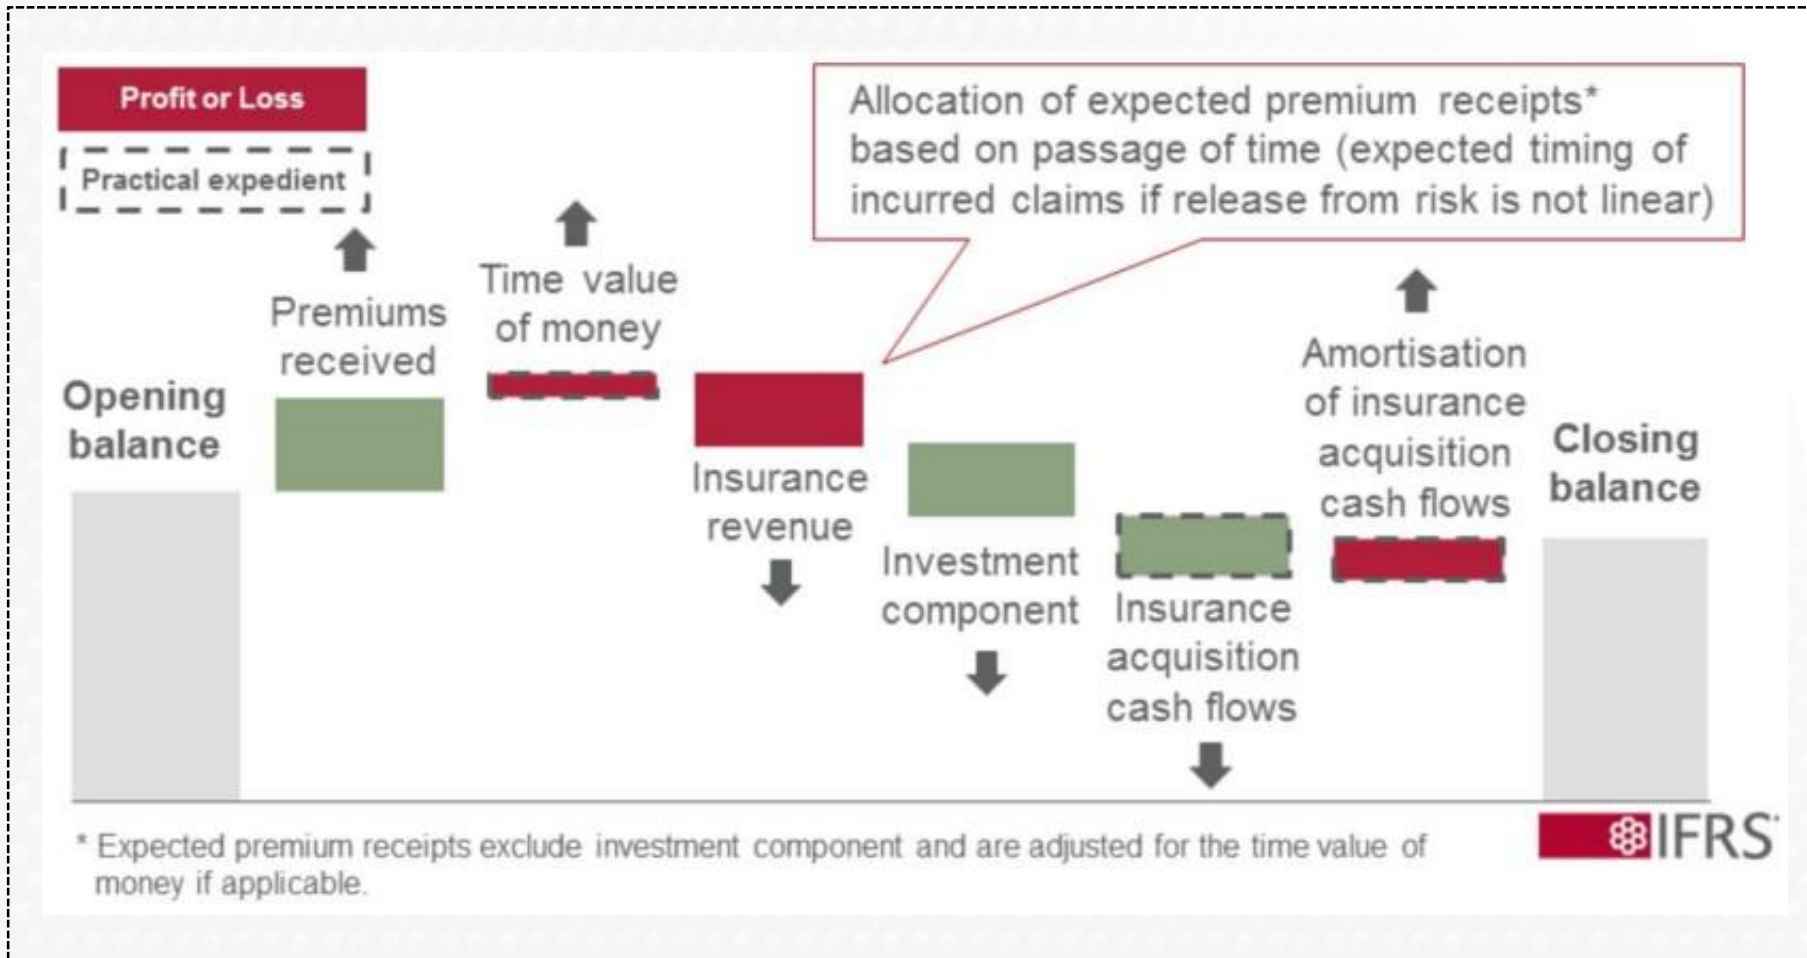 Profit or Loss
Practical expedient
Allocation of expected premium receipts*
based on passage of time (expected timing of
incurred claims if release from risk is not linear)
Opening
balance
Premiums
received
Time value
of money
Insurance
revenue
Investment
component
Insurance
acquisition
cash flows
Amortisation
of insurance
acquisition
cash flows
Closing
balance
* Expected premium receipts exclude investment component and are adjusted for the time value of
money if applicable.
IFRS